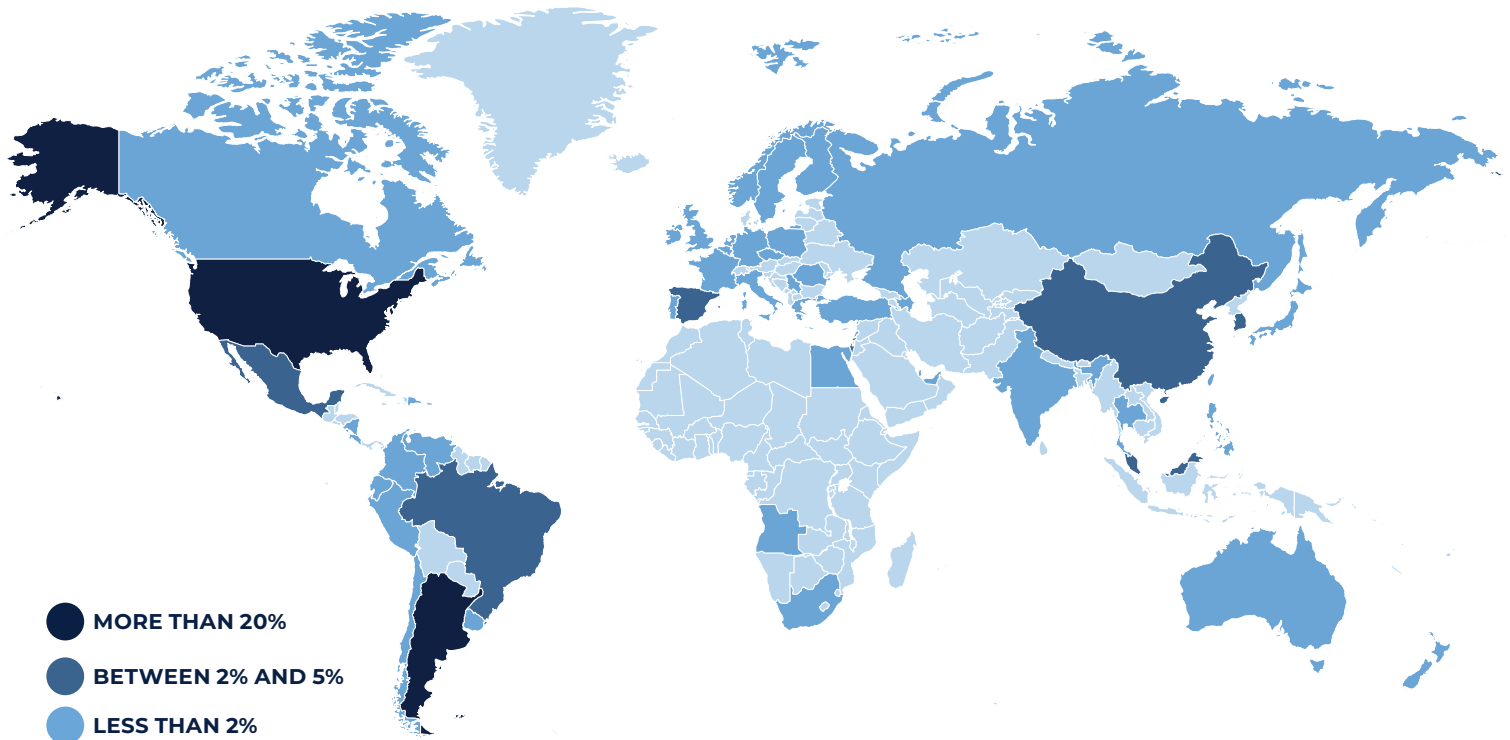 MORE THAN 20%
BETWEEN 2% AND 5%
LESS THAN 2%